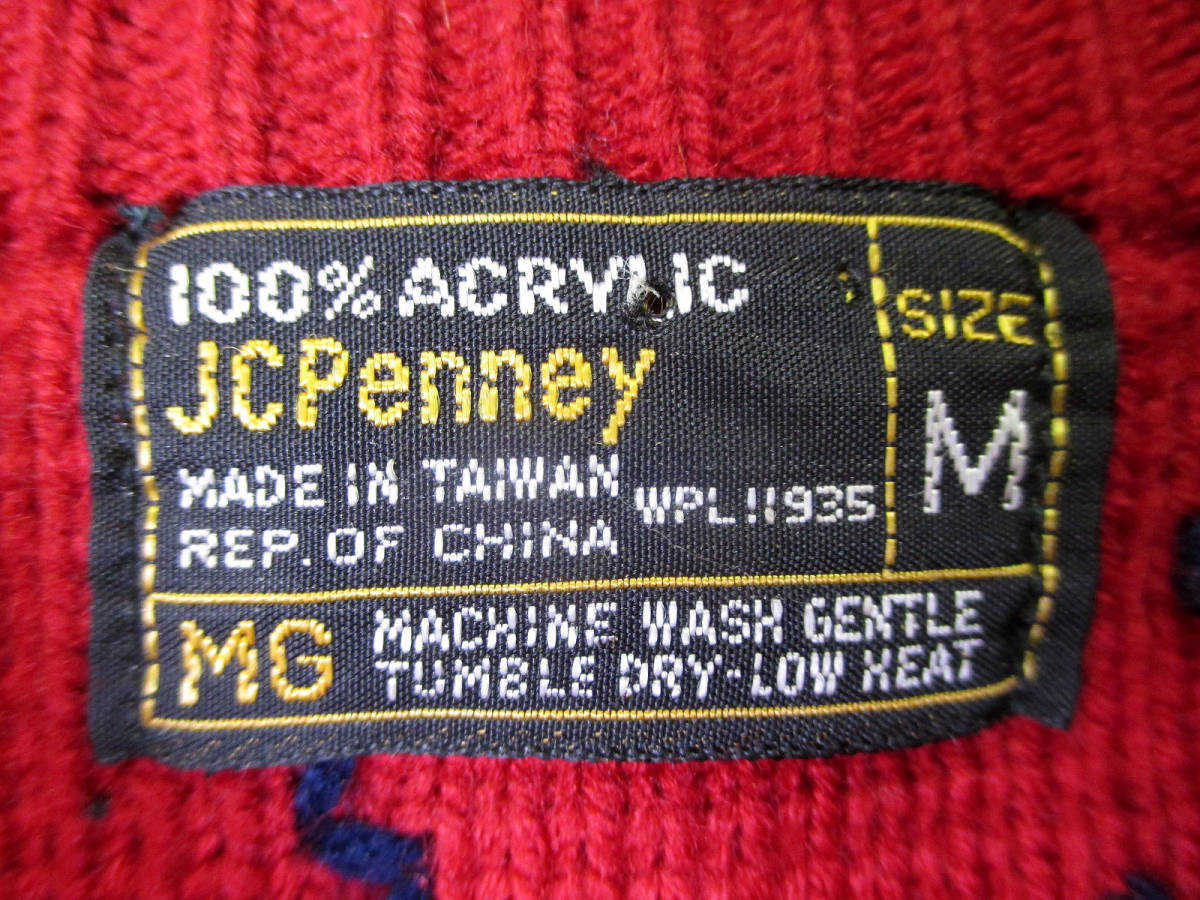 100% ACRYLIC
JCPenney
MADE IN TAIWAN
REP. OF CHINA
WPL 11935
SIZE
M
MG
MACHINE WASH GENTLE
TUMBLE DRY-LOW HEAT